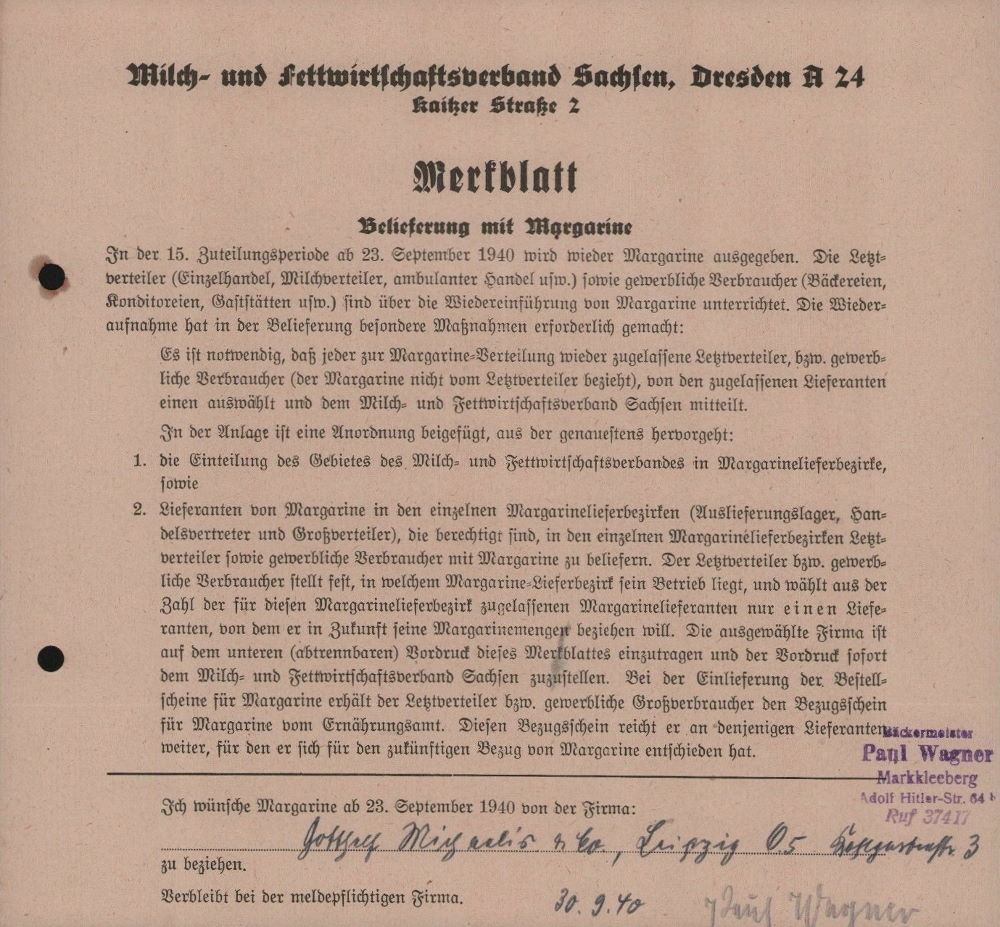 Milch- und Fettwirtschaftsverband Sachsen, Dresden A 24
Kaitzer Straße 2
Merkblatt
Belieferung mit Margarine
In der 15. Zuteilungsperiode ab 23. September 1940 wird wieder Margarine ausgegeben. Die Letzt-
verteiler (Einzelhandel, Milchverteiler, ambulanter Handel usw.) sowie gewerbliche Verbraucher (Bäckereien,
Konditoreien, Gaststätten usw.) sind über die Wiedereinführung von Margarine unterrichtet. Die Wieder-
aufnahme hat in der Belieferung besondere Maßnahmen erforderlich gemacht:
Es ist notwendig, daß jeder zur Margarine-Verteilung wieder zugelassene Letztverteiler, bzw. gewerb-
liche Verbraucher (der Margarine nicht vom Letztverteiler bezieht), von den zugelassenen Lieferanten
einen auswählt und dem Milch- und Fettwirtschaftsverband Sachsen mitteilt.
In der Anlage ist eine Anordnung beigefügt, aus der genauestens hervorgeht:
1. die Einteilung des Gebietes des Milch- und Fettwirtschaftsverbandes in Margarinelieferbezirke,
sowie
2. Lieferanten von Margarine in den einzelnen Margarinelieferbezirken (Auslieferungslager, Han-
delsvertreter und Großverteiler), die berechtigt sind, in den einzelnen Margarinelieferbezirken Letzt-
verteiler sowie gewerbliche Verbraucher mit Margarine zu beliefern. Der Letztverteiler bzw. gewerb-
liche Verbraucher stellt fest, in welchem Margarine-Lieferbezirk sein Betrieb liegt, und wählt aus der
Zahl der für diesen Margarinelieferbezirk zugelassenen Margarinelieferanten nur einen Liefe-
ranten, von dem er in Zukunft seine Margarinemengen beziehen will. Die ausgewählte Firma ist
auf dem unteren (abtrennbaren) Vordruck dieses Merkblattes einzutragen und der Vordruck sofort
dem Milch- und Fettwirtschaftsverband Sachsen zuzustellen. Bei der Einlieferung der Bestell-
scheine für Margarine erhält der Letztverteiler bzw. gewerbliche Großverbraucher den Bezugsschein
für Margarine vom Ernährungsamt. Diesen Bezugsschein reicht er an denjenigen Lieferanten
weiter, für den er sich für den zukünftigen Bezug von Margarine entschieden hat.
Bäckermeister
Paul Wagner
Markkleeberg
Adolf Hitler-Str. 64 b
Ruf 37417
Ich wünsche Margarine ab 23. September 1940 von der Firma:
Gotthelf Michaelis & Co., Leipzig O5 3
zu beziehen.
Verbleibt bei der meldepflichtigen Firma. 30.9.40 Paul Wagner